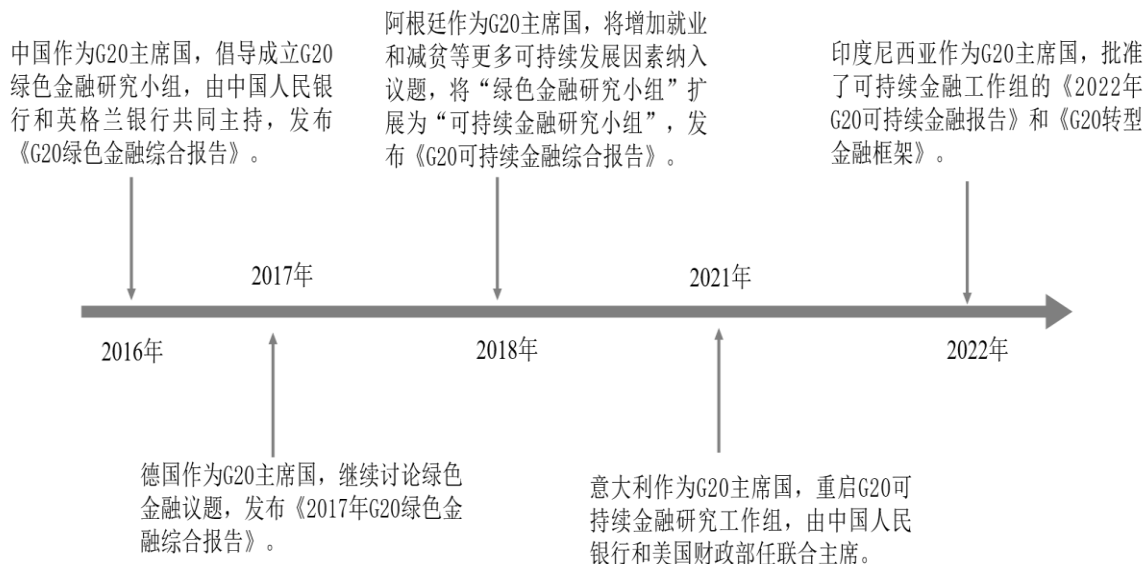 中国作为G20主席国，倡导成立G20
绿色金融研究小组，由中国人民银
行和英格兰银行共同主持，发布
《G20绿色金融综合报告》。
阿根廷作为G20主席国，将增加就业
和减贫等更多可持续发展因素纳入
议题，将“绿色金融研究小组”扩
展为“可持续金融研究小组”，发
布《G20可持续金融综合报告》。
印度尼西亚作为G20主席国，批准
了可持续金融工作组的《2022年
G20可持续金融报告》和《G20转型
金融框架》。
2017年
2021年
2016年
2018年
2022年
德国作为G20主席国，继续讨论绿色
金融议题，发布《2017年G20绿色金
融综合报告》。
意大利作为G20主席国，重启G20可
持续金融研究工作组，由中国人民
银行和美国财政部任联合主席。